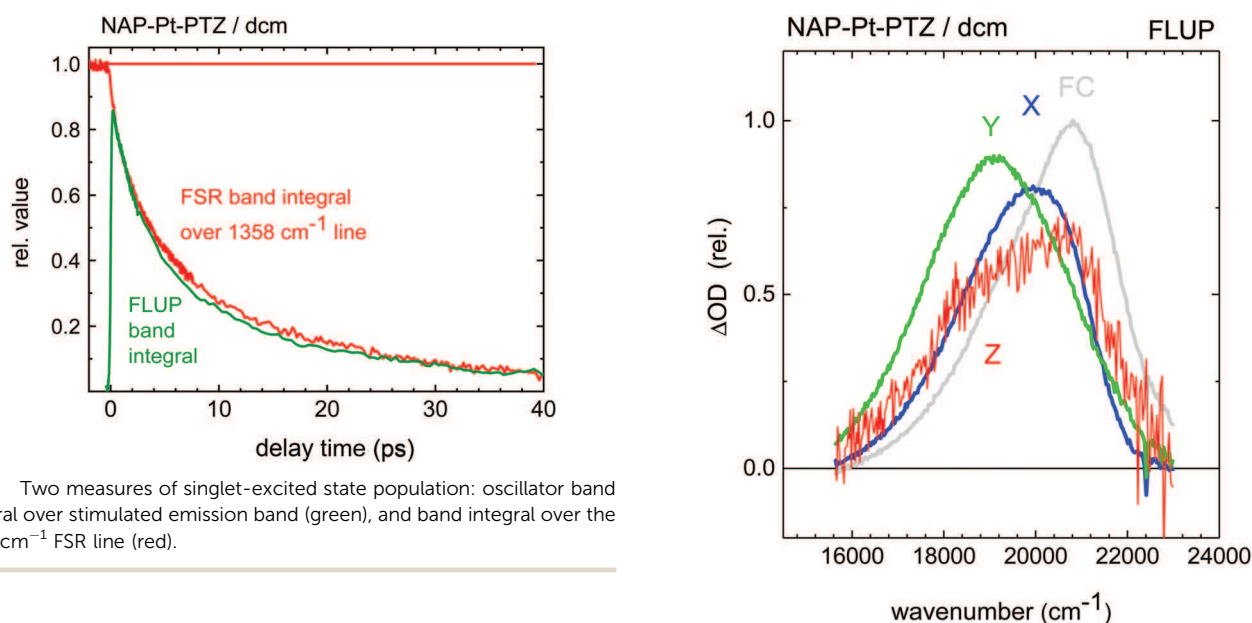 NAP-Pt-PTZ / dcm
1.0
0.8
0.6
0.4
0.2
rel. value
FSR band integral
over 1358 cm⁻¹ line
FLUP
band
integral
0
10
20
30
40
delay time (ps)
Two measures of singlet-excited state population: oscillator band
ral over stimulated emission band (green), and band integral over the
cm⁻¹ FSR line (red).
NAP-Pt-PTZ / dcm FLUP
FC
X
Y
Z
1.0
0.5
0.0
ΔOD (rel.)
16000
18000
20000
22000
24000
wavenumber (cm⁻¹)